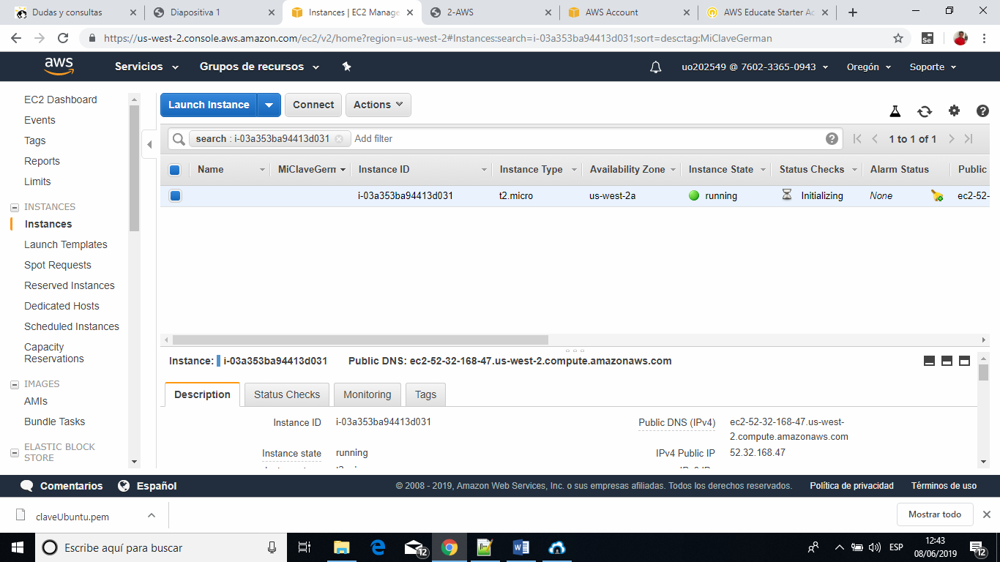 Dudas y consultas
Diapositiva 1
Instances | EC2 Manage
2-AWS
AWS Account
AWS Educate Starter Ac
https://us-west-2.console.aws.amazon.com/ec2/v2/home?region=us-west-2#Instances:search=i-03a353ba94413d031;sort=desc:tag:MiClaveGerman
Se
aws
Servicios
Grupos de recursos
uo202549 @ 7602-3365-0943
Oregón
Soporte
EC2 Dashboard
Events
Tags
Reports
Limits
INSTANCES
Instances
Launch Templates
Spot Requests
Reserved Instances
Dedicated Hosts
Scheduled Instances
Capacity
Reservations
IMAGES
AMIs
Bundle Tasks
ELASTIC BLOCK
STORE
Launch Instance
Connect
Actions
search : i-03a353ba94413d031
Add filter
1 to 1 of 1
Name
MiClaveGerm
Instance ID
Instance Type
Availability Zone
Instance State
Status Checks
Alarm Status
Public
i-03a353ba94413d031
t2.micro
us-west-2a
running
Initializing
None
ec2-52-
Instance: i-03a353ba94413d031
Public DNS: ec2-52-32-168-47.us-west-2.compute.amazonaws.com
Description
Status Checks
Monitoring
Tags
Instance ID
i-03a353ba94413d031
Public DNS (IPv4)
ec2-52-32-168-47.us-west-
2.compute.amazonaws.com
Instance state
running
IPv4 Public IP
52.32.168.47
Comentarios
Español
© 2008 - 2019, Amazon Web Services, Inc. o sus empresas afiliadas. Todos los derechos reservados.
Política de privacidad
Términos de uso
claveUbuntu.pem
Mostrar todo
Escribe aquí para buscar
12
ESP
12:43
08/06/2019
12